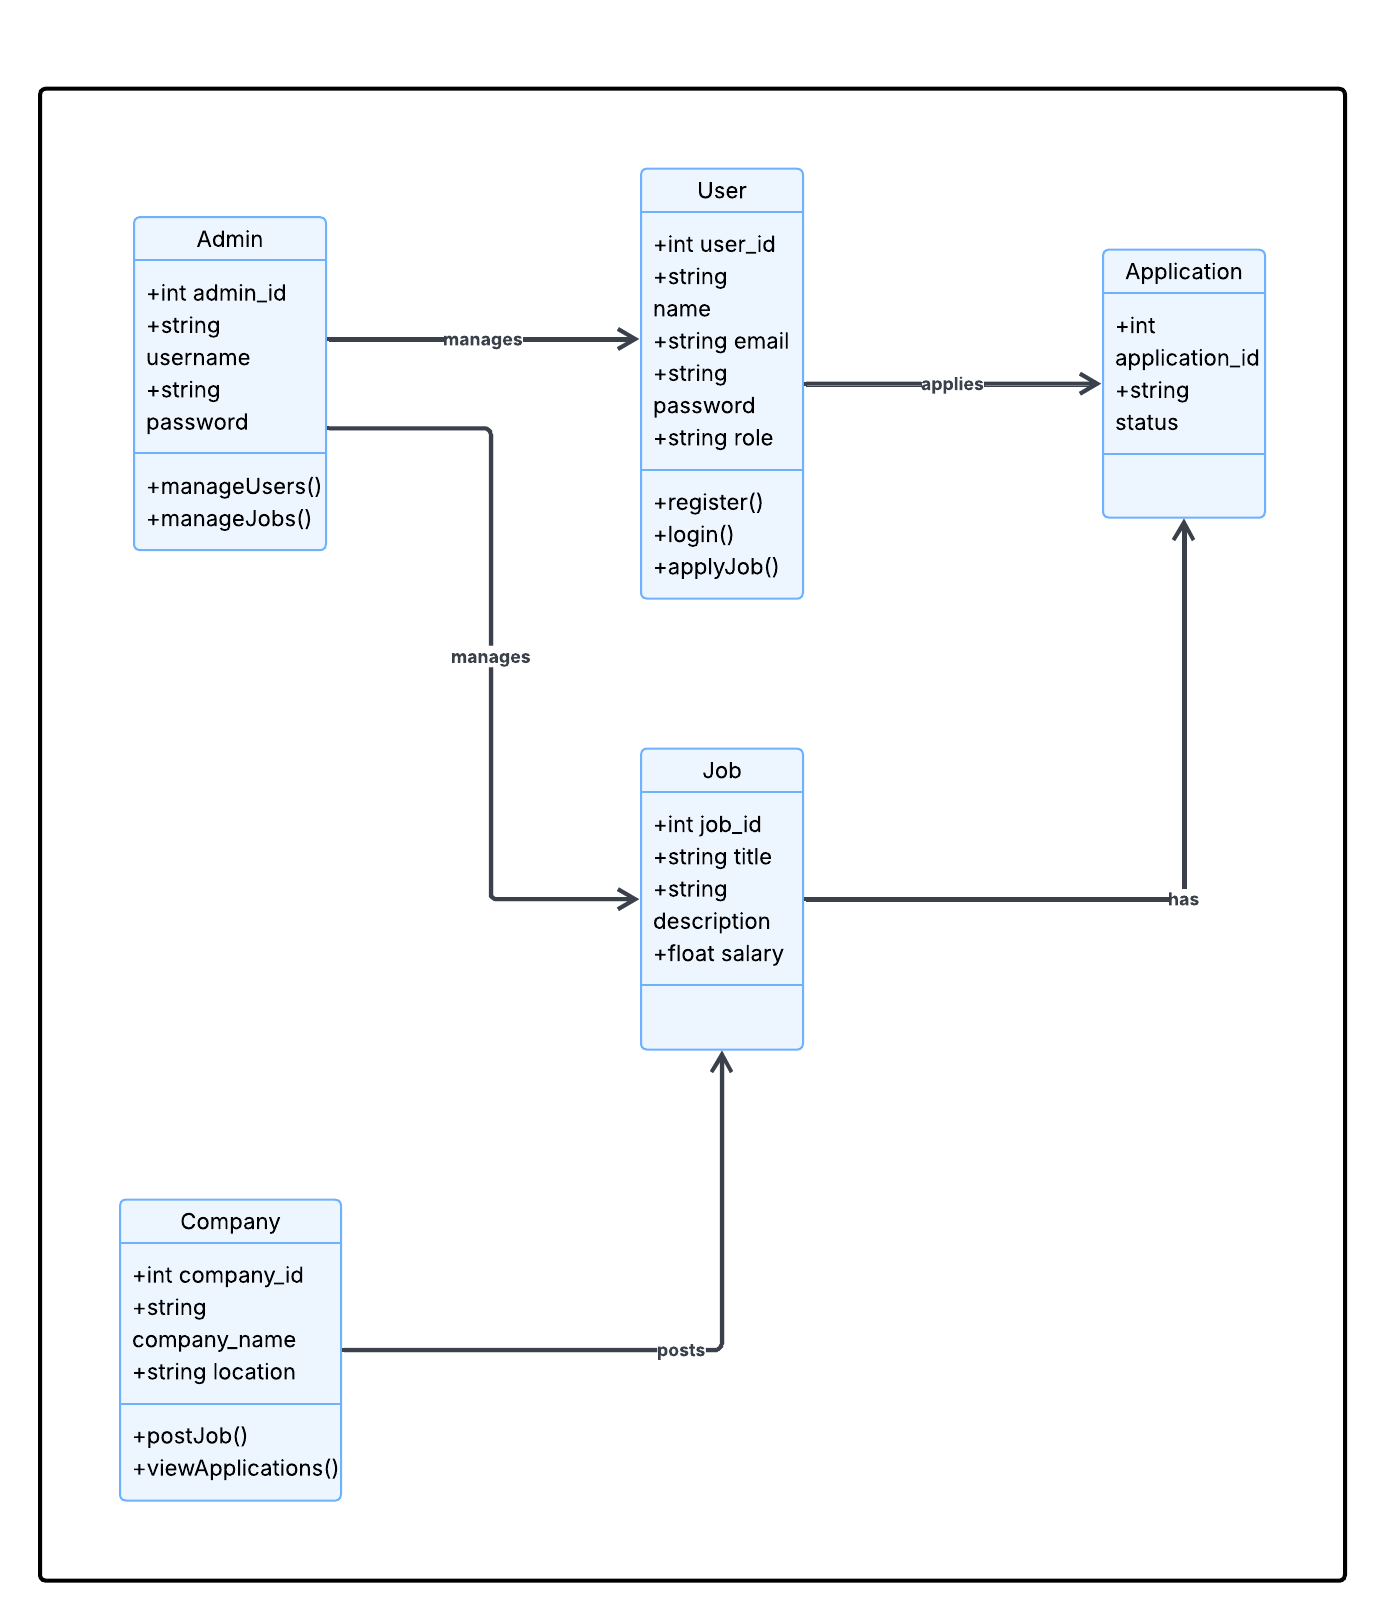 Admin
+int admin_id
+string
username
+string
password
+manageUsers()
+manageJobs()
manages
User
+int user_id
+string
name
+string email
+string
password
+string role
+register()
+login()
+applyJob()
applies
Application
+int
application_id
+string
status
manages
Job
+int job_id
+string title
+string
description
+float salary
has
Company
+int company_id
+string
company_name
+string location
+postJob()
+viewApplications()
posts